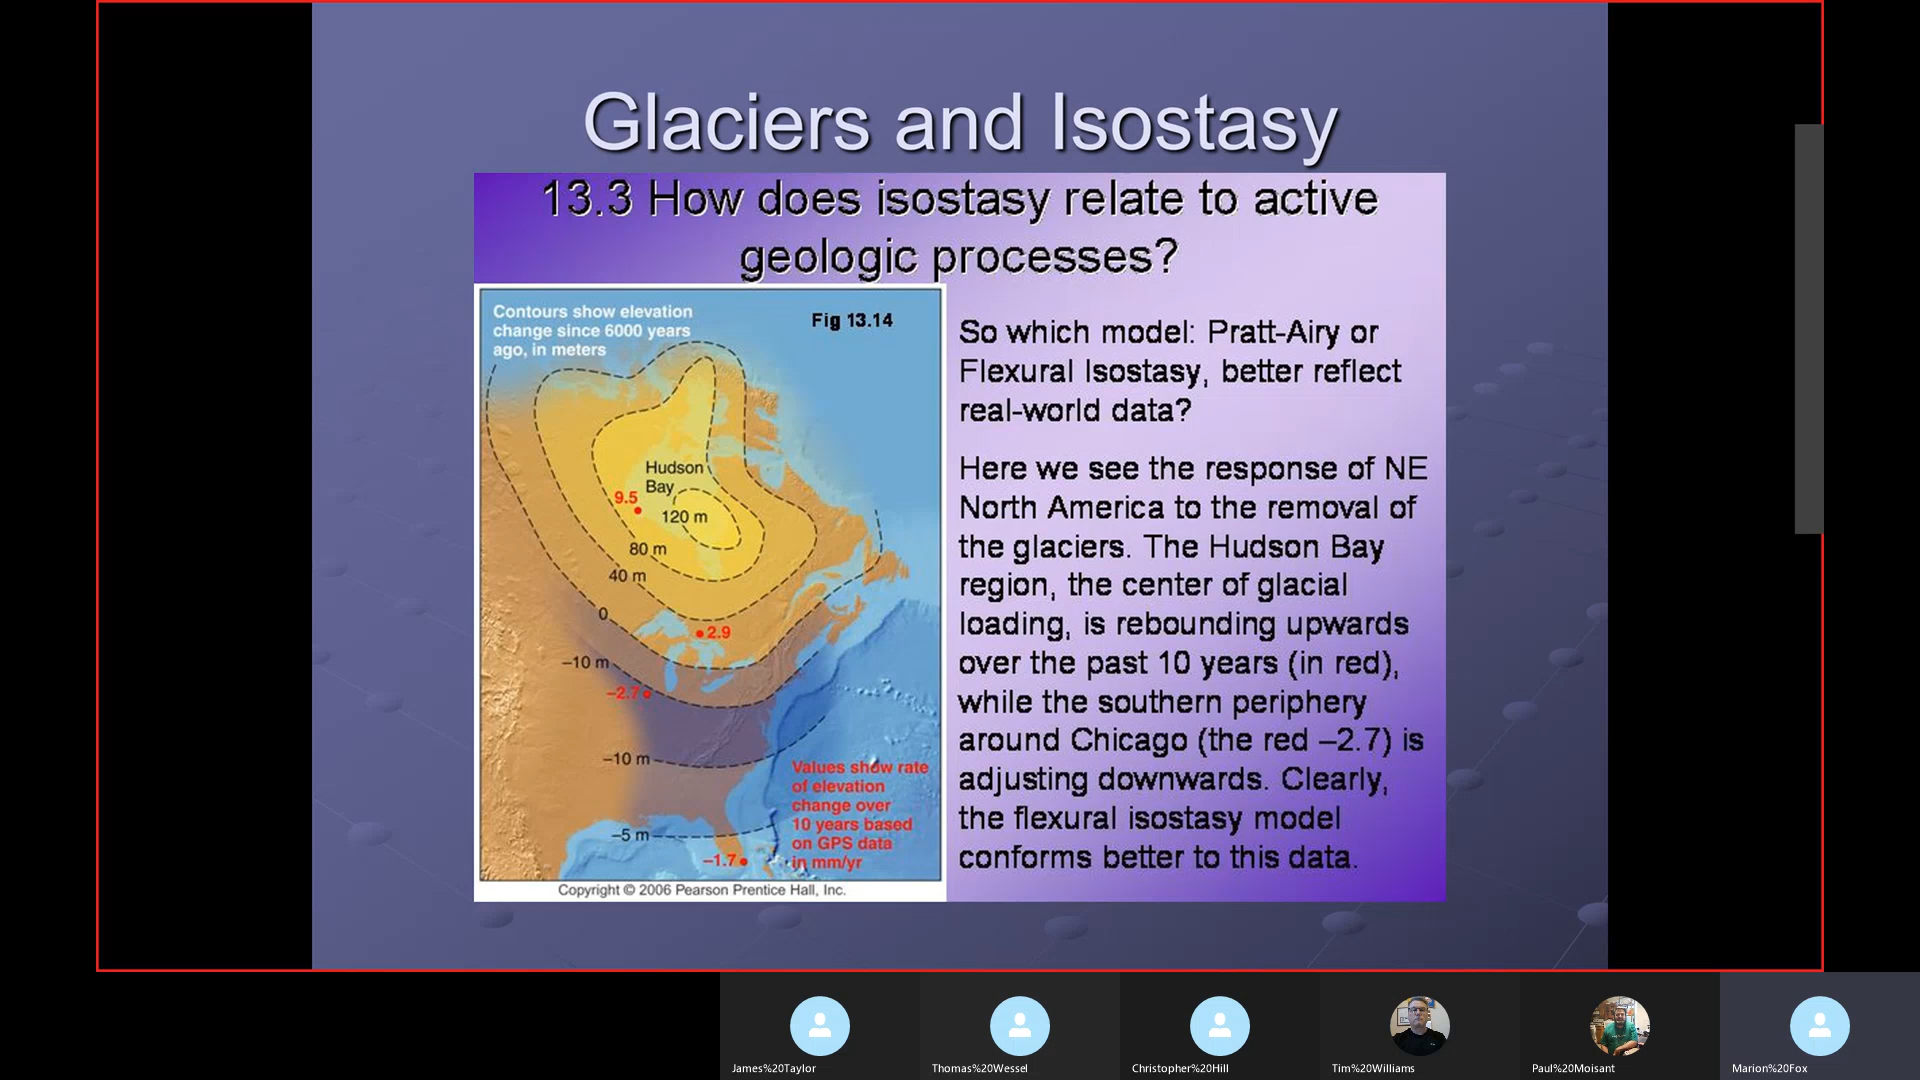 Glaciers and Isostasy
13.3 How does isostasy relate to active
geologic processes?
Contours show elevation
change since 6000 years
ago, in meters
Fig 13.14
Hudson
Bay
9.5
120 m
80 m
40 m
0
2.9
–10 m
–2.7
–10 m
Values show rate
of elevation
change over
10 years based
on GPS data
in mm/yr
–5 m
–1.7
Copyright © 2006 Pearson Prentice Hall, Inc.
So which model: Pratt-Airy or
Flexural Isostasy, better reflect
real-world data?
Here we see the response of NE
North America to the removal of
the glaciers. The Hudson Bay
region, the center of glacial
loading, is rebounding upwards
over the past 10 years (in red),
while the southern periphery
around Chicago (the red –2.7) is
adjusting downwards. Clearly,
the flexural isostasy model
conforms better to this data.
James%20Taylor
Thomas%20Wessel
Christopher%20Hill
Tim%20Williams
Paul%20Moisant
Marion%20Fox